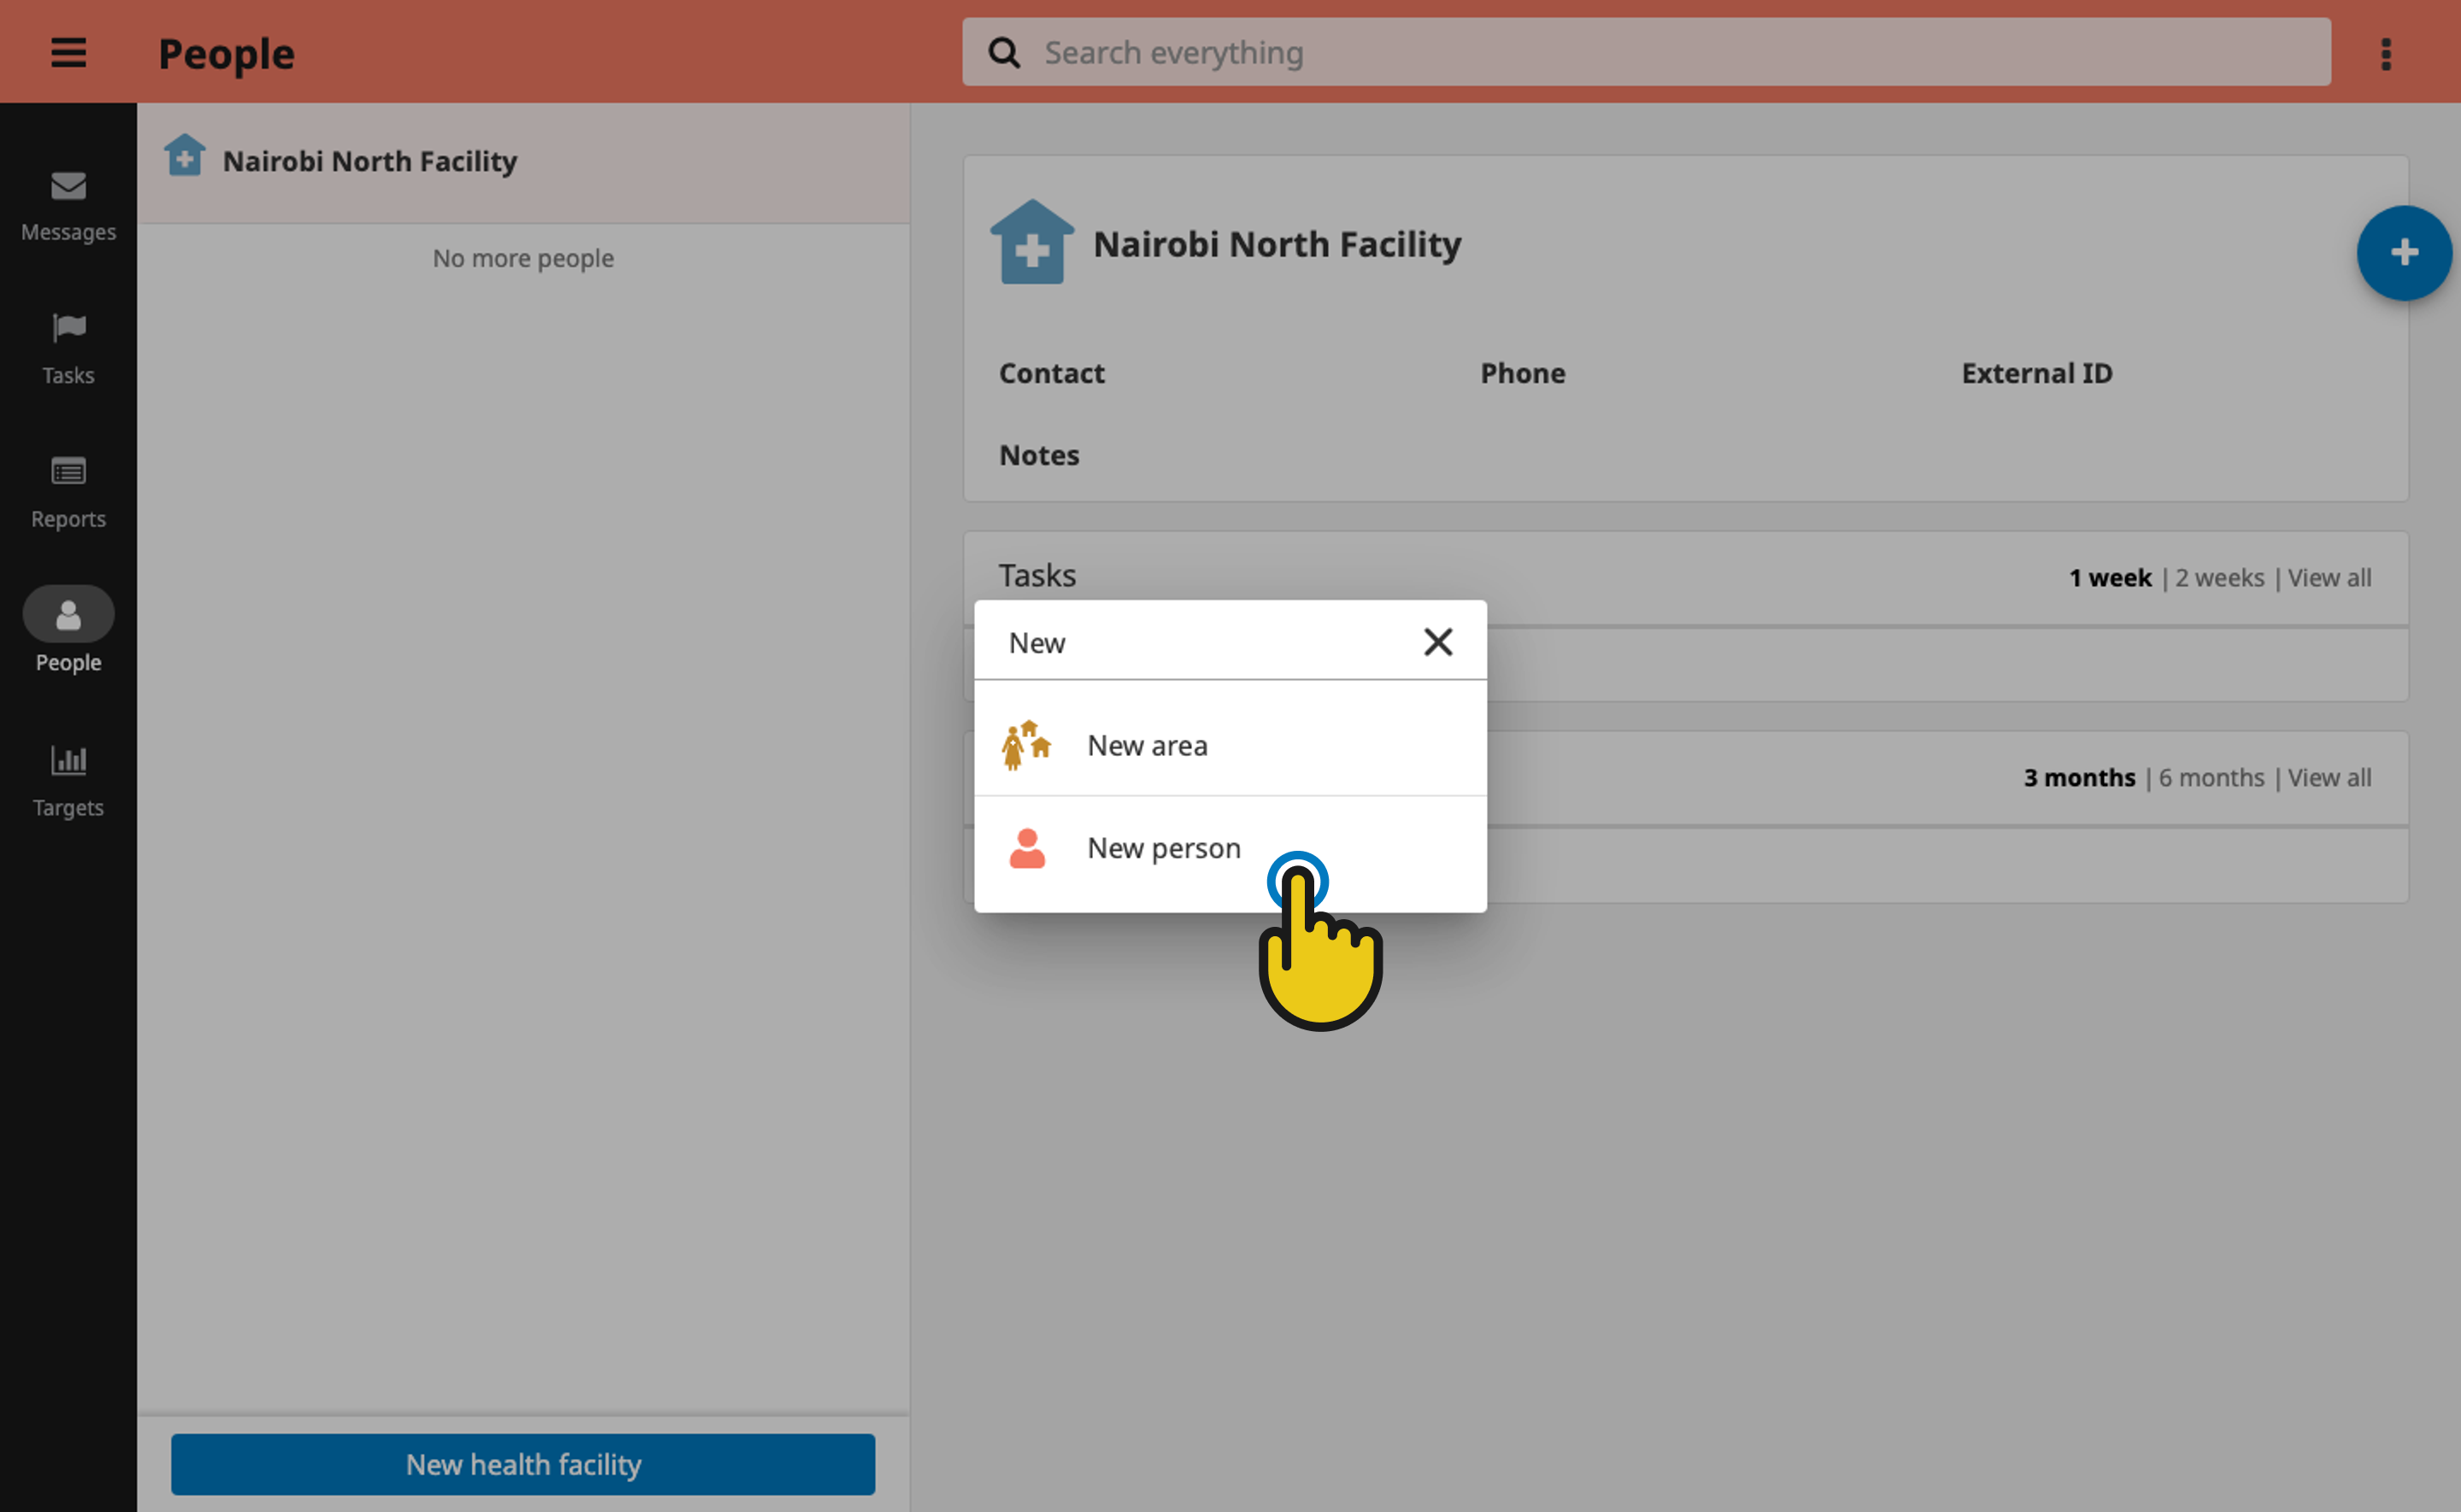 People
Search everything
Messages
Tasks
Reports
People
Targets
Nairobi North Facility
No more people
New health facility
Nairobi North Facility
Contact
Phone
External ID
Notes
Tasks
1 week | 2 weeks | View all
New
New area
New person
3 months | 6 months | View all